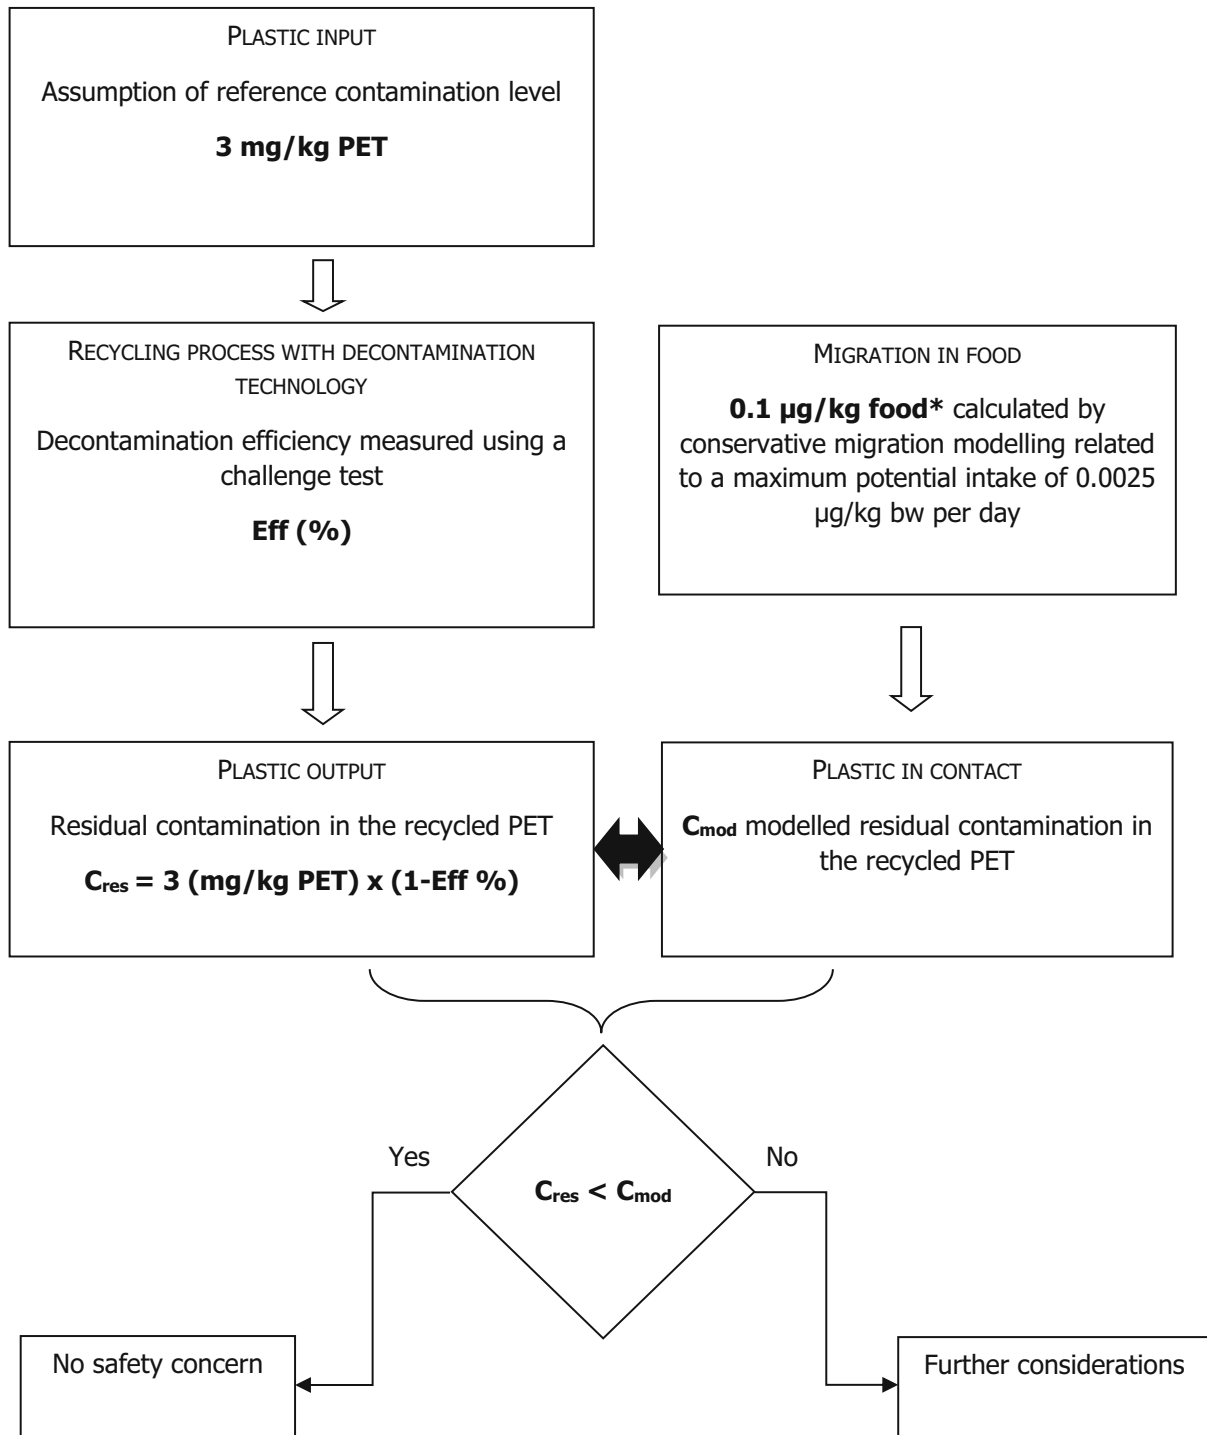 PLASTIC INPUT
Assumption of reference contamination level
3 mg/kg PET
RECYCLING PROCESS WITH DECONTAMINATION
TECHNOLOGY
Decontamination efficiency measured using a
challenge test
Eff (%)
MIGRATION IN FOOD
0.1 µg/kg food* calculated by
conservative migration modelling related
to a maximum potential intake of 0.0025
µg/kg bw per day
PLASTIC OUTPUT
Residual contamination in the recycled PET
Cres = 3 (mg/kg PET) x (1-Eff %)
PLASTIC IN CONTACT
Cmod modelled residual contamination in
the recycled PET
Yes
No
Cres < Cmod
No safety concern
Further considerations